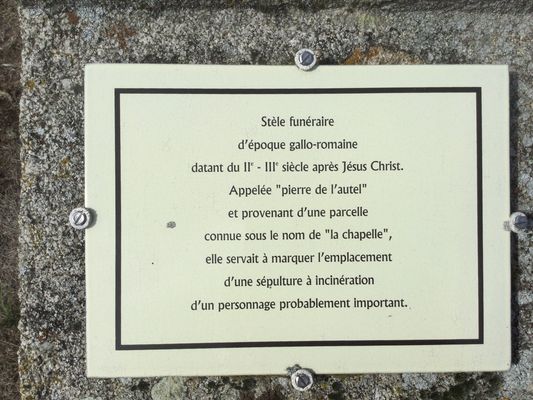 Stèle funéraire
d'époque gallo-romaine
datant du IIe - IIIe siècle après Jésus Christ.
Appelée "pierre de l'autel"
et provenant d'une parcelle
connue sous le nom de "la chapelle",
elle servait à marquer l'emplacement
d'une sépulture à incinération
d'un personnage probablement important.